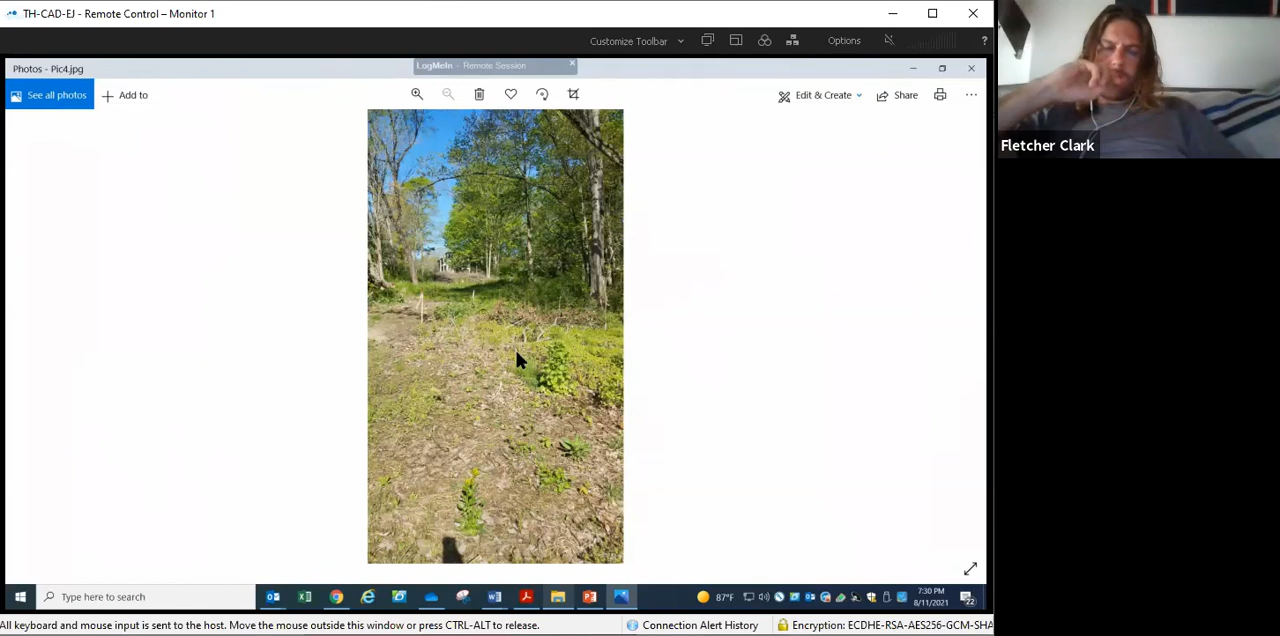 TH-CAD-EJ - Remote Control – Monitor 1
Customize Toolbar
Options
?
Photos - Pic4.jpg
LogMeIn - Remote Session
See all photos
Add to
Edit & Create
Share
Fletcher Clark
Type here to search
87°F
7:30 PM
8/11/2021
22
All keyboard and mouse input is sent to the host. Move the mouse outside this window or press CTRL-ALT to release.
Connection Alert History
Encryption: ECDHE-RSA-AES256-GCM-SHA